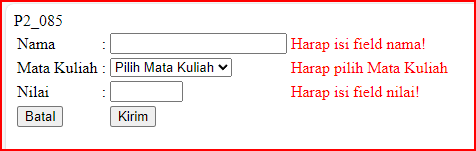 P2_085
Nama : Harap isi field nama!
Mata Kuliah : Pilih Mata Kuliah Harap pilih Mata Kuliah
Nilai : Harap isi field nilai!
Batal Kirim